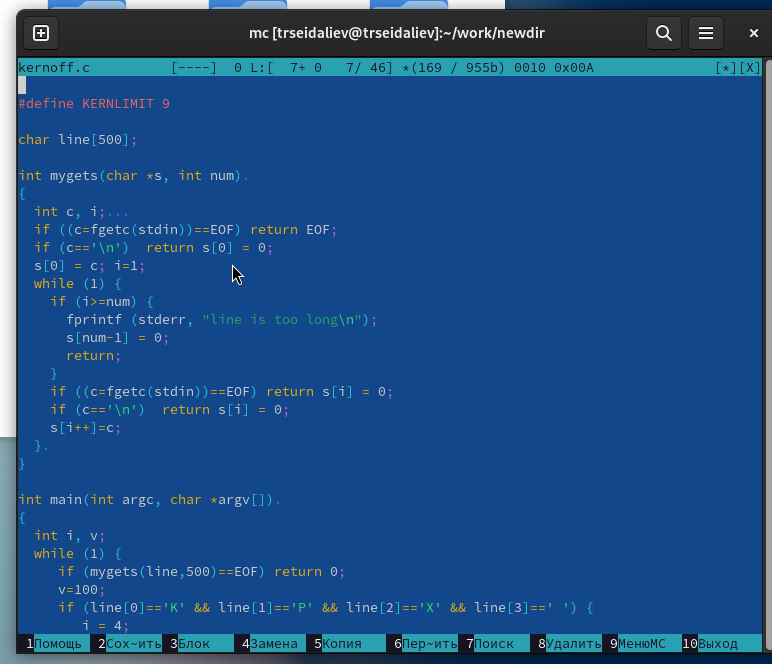 mc [trseidaliev@trseidaliev]:~/work/newdir
kernoff.c [----] 0 L:[ 7+ 0 7/ 46] *(169 / 955b) 0010 0x00A [*][X]
#define KERNLIMIT 9
char line[500];
int mygets(char *s, int num).
{
int c, i;...
if ((c=fgetc(stdin))==EOF) return EOF;
if (c=='\n') return s[0] = 0;
s[0] = c; i=1;
while (1) {
if (i>=num) {
fprintf (stderr, "line is too long\n");
s[num-1] = 0;
return;
}
if ((c=fgetc(stdin))==EOF) return s[i] = 0;
if (c=='\n') return s[i] = 0;
s[i++]=c;
}.
}
int main(int argc, char *argv[]).
{
int i, v;
while (1) {
if (mygets(line,500)==EOF) return 0;
v=100;
if (line[0]=='K' && line[1]=='P' && line[2]=='X' && line[3]==' ') {
i = 4;
1Помощь 2Сох~ить 3Блок 4Замена 5Копия 6Пер~ить 7Поиск 8Удалить 9МенюMC 10Выход